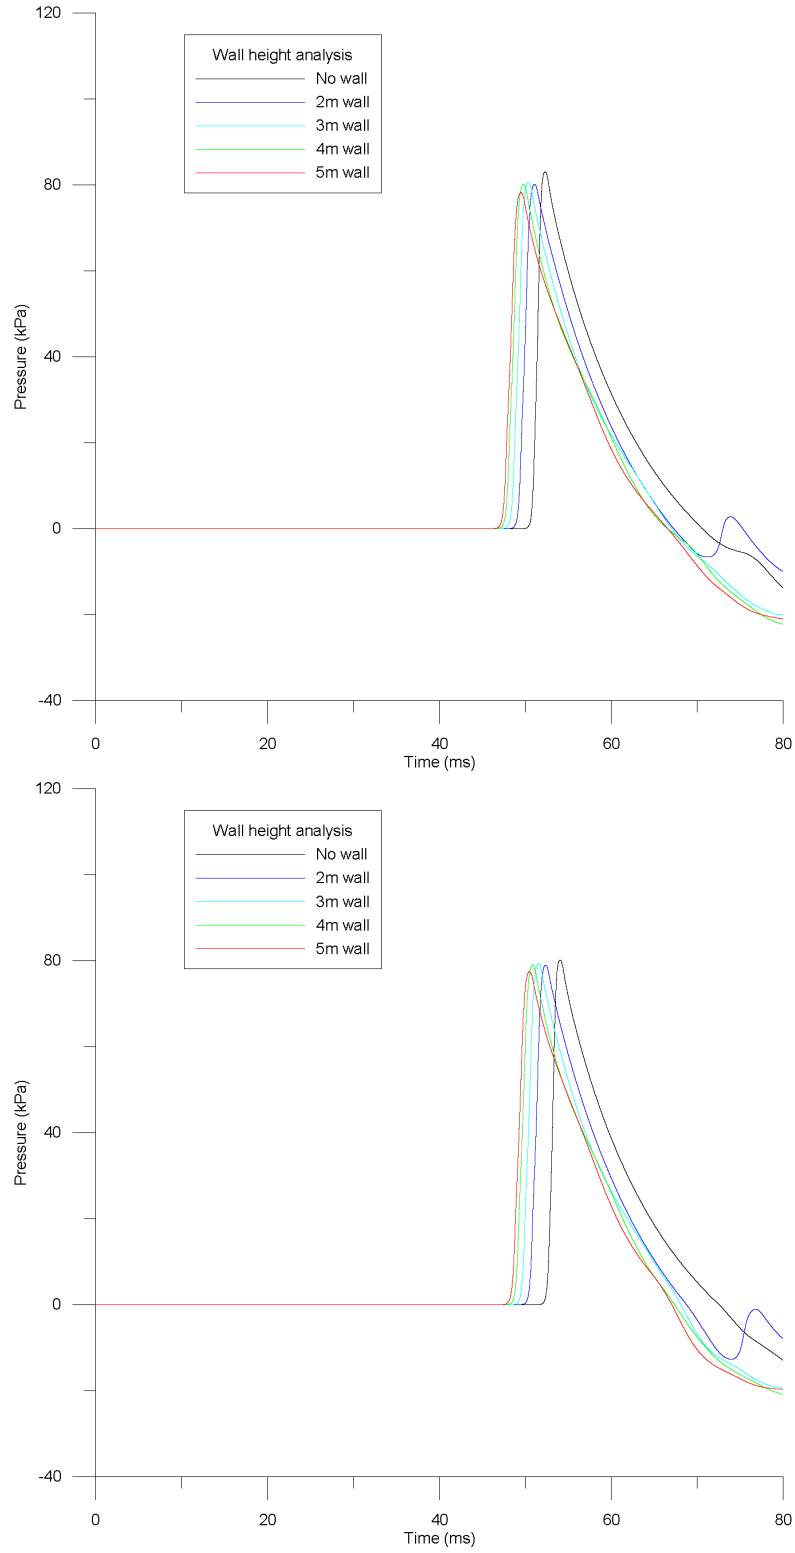 120
Wall height analysis
No wall
2m wall
3m wall
4m wall
5m wall
80
Pressure (kPa)
40
0
-40
0 20 40 60 80
Time (ms)
120
Wall height analysis
No wall
2m wall
3m wall
4m wall
5m wall
80
Pressure (kPa)
40
0
-40
0 20 40 60 80
Time (ms)